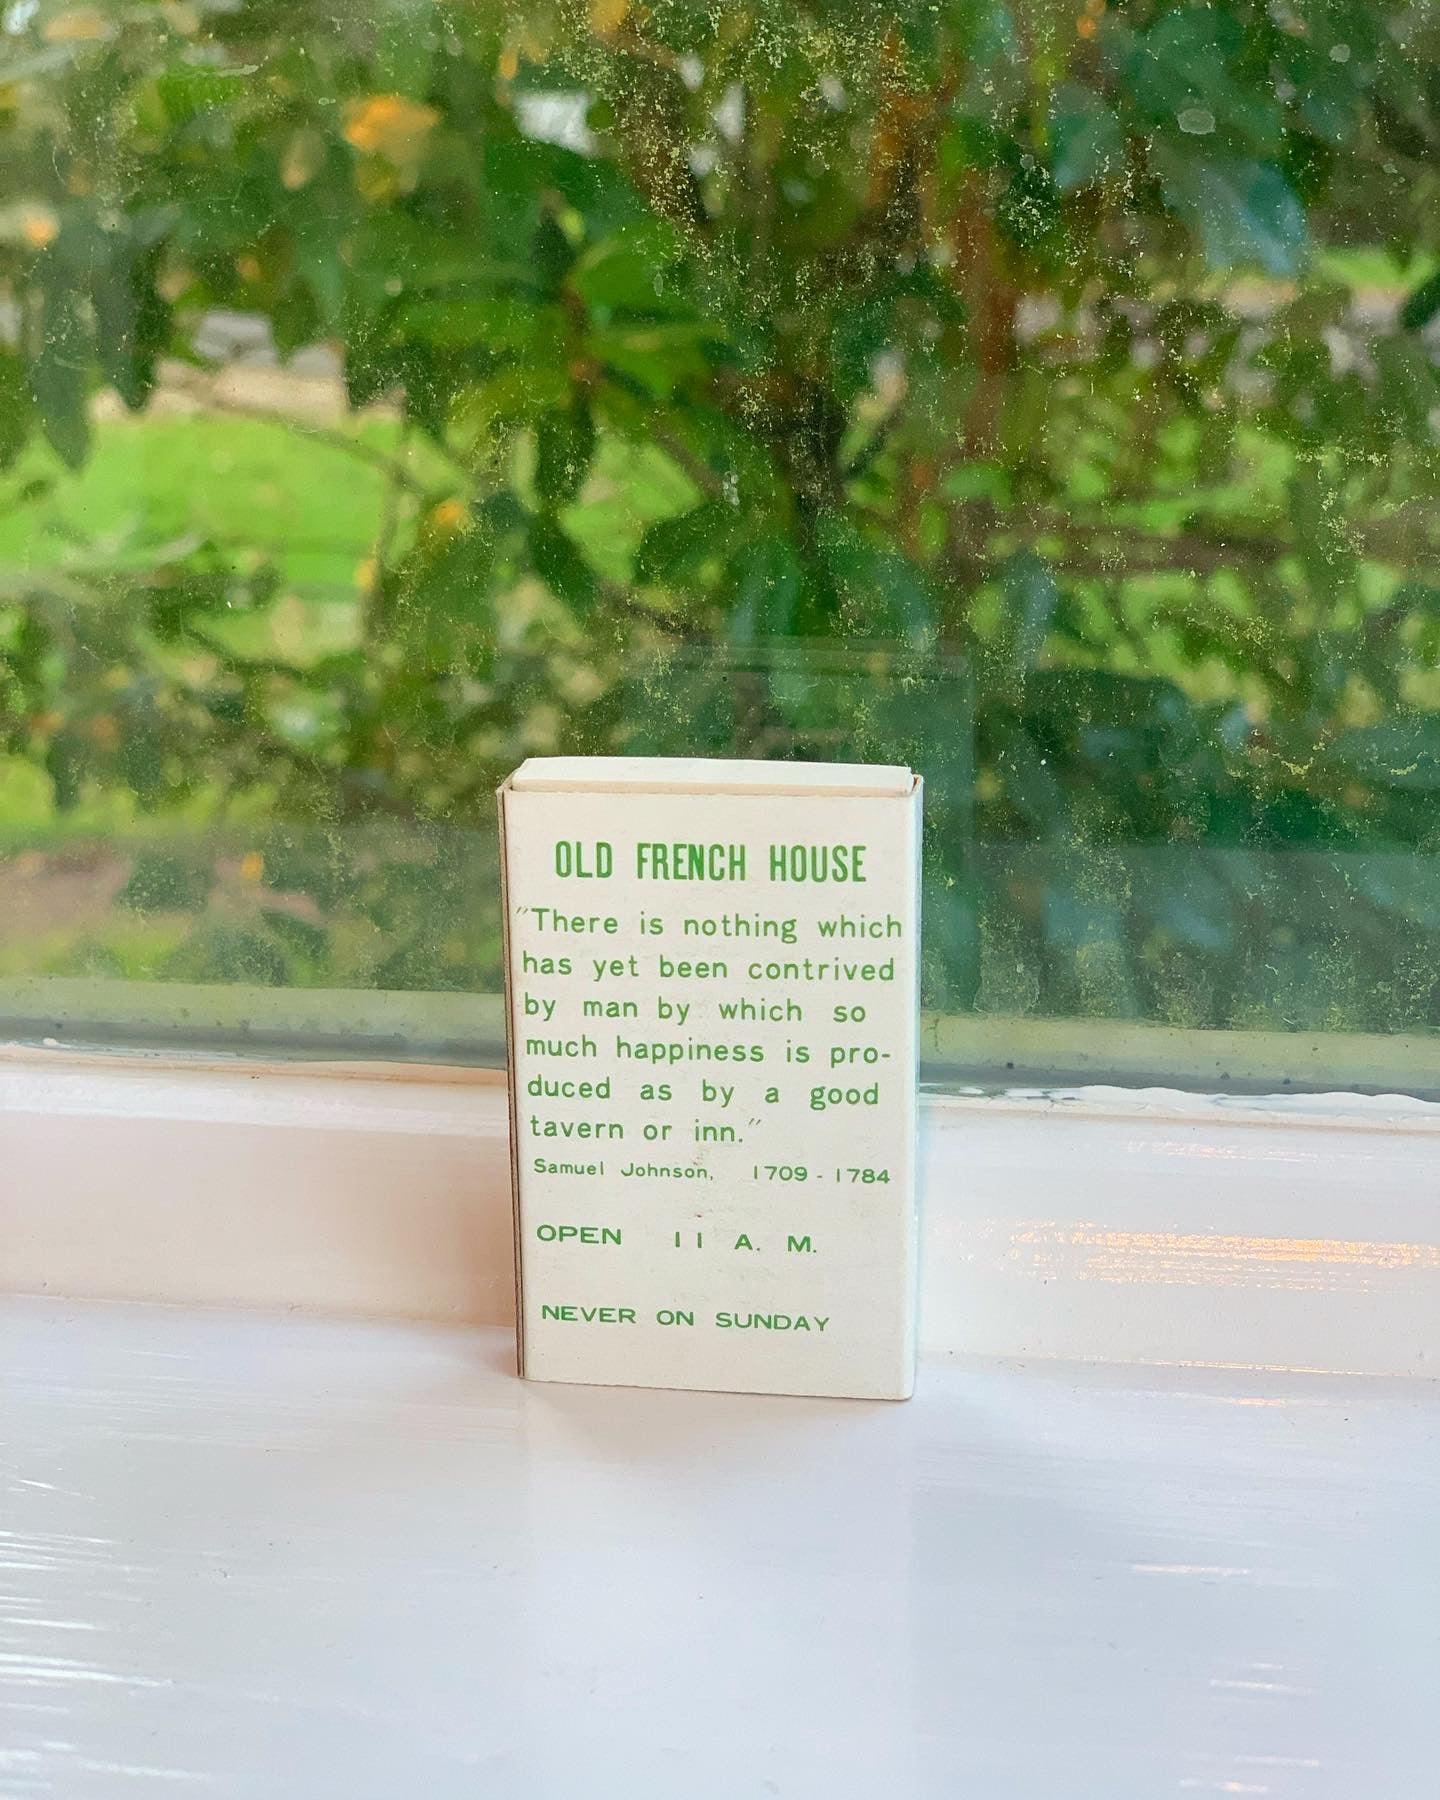 OLD FRENCH HOUSE
"There is nothing which
has yet been contrived
by man by which so
much happiness is pro-
duced as by a good
tavern or inn."
Samuel Johnson, 1709 - 1784
OPEN 11 A. M.
NEVER ON SUNDAY